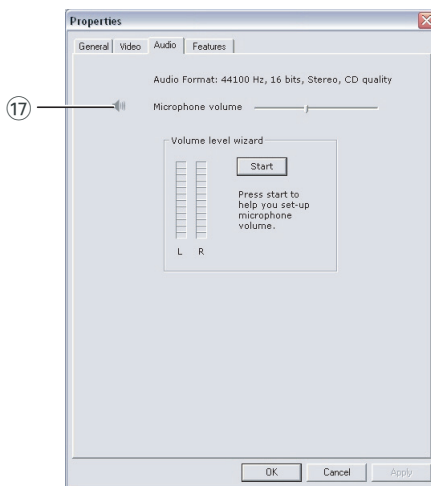 Properties
General Video Audio Features
Audio Format: 44100 Hz, 16 bits, Stereo, CD quality
17
Microphone volume
Volume level wizard
Start
Press start to
help you set-up
microphone
volume.
L R
OK Cancel Apply